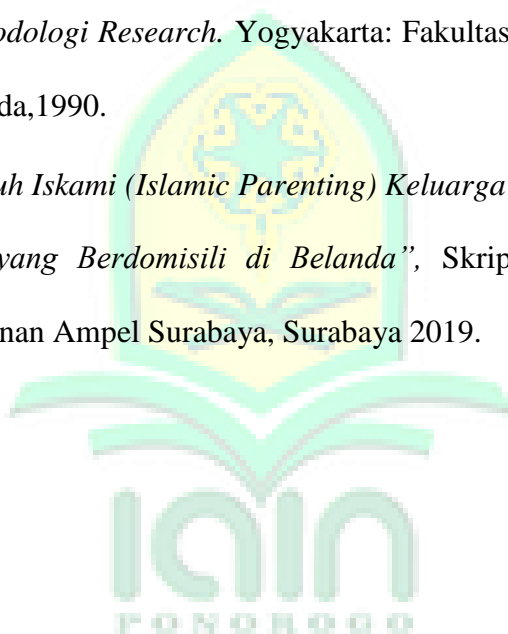 odologi Research. Yogyakarta: Fakultas
da,1990.
uh Iskami (Islamic Parenting) Keluarga
yang Berdomisili di Belanda”, Skrip
nan Ampel Surabaya, Surabaya 2019.
iain
PONOROGO